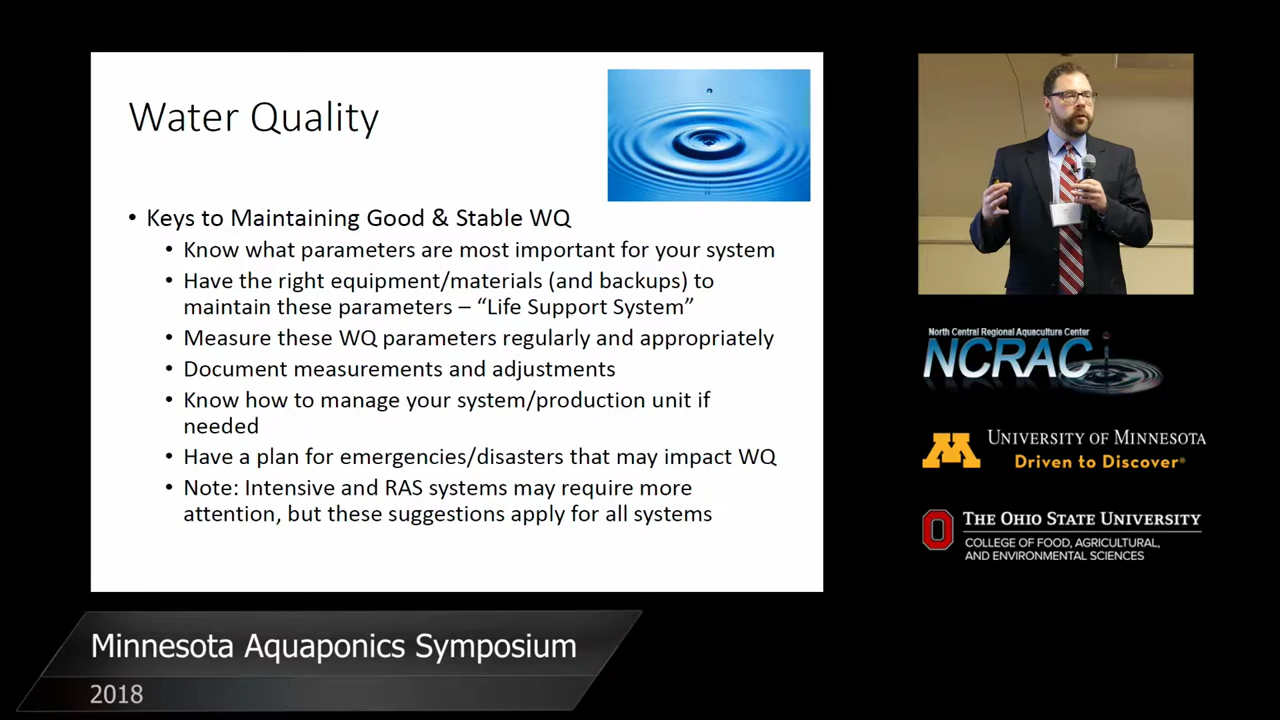 Water Quality
• Keys to Maintaining Good & Stable WQ
• Know what parameters are most important for your system
• Have the right equipment/materials (and backups) to
maintain these parameters – “Life Support System”
• Measure these WQ parameters regularly and appropriately
• Document measurements and adjustments
• Know how to manage your system/production unit if
needed
• Have a plan for emergencies/disasters that may impact WQ
• Note: Intensive and RAS systems may require more
attention, but these suggestions apply for all systems
North Central Regional Aquaculture Center
NCRAC
M
UNIVERSITY OF MINNESOTA
Driven to Discover®
O
THE OHIO STATE UNIVERSITY
COLLEGE OF FOOD, AGRICULTURAL,
AND ENVIRONMENTAL SCIENCES
Minnesota Aquaponics Symposium
2018